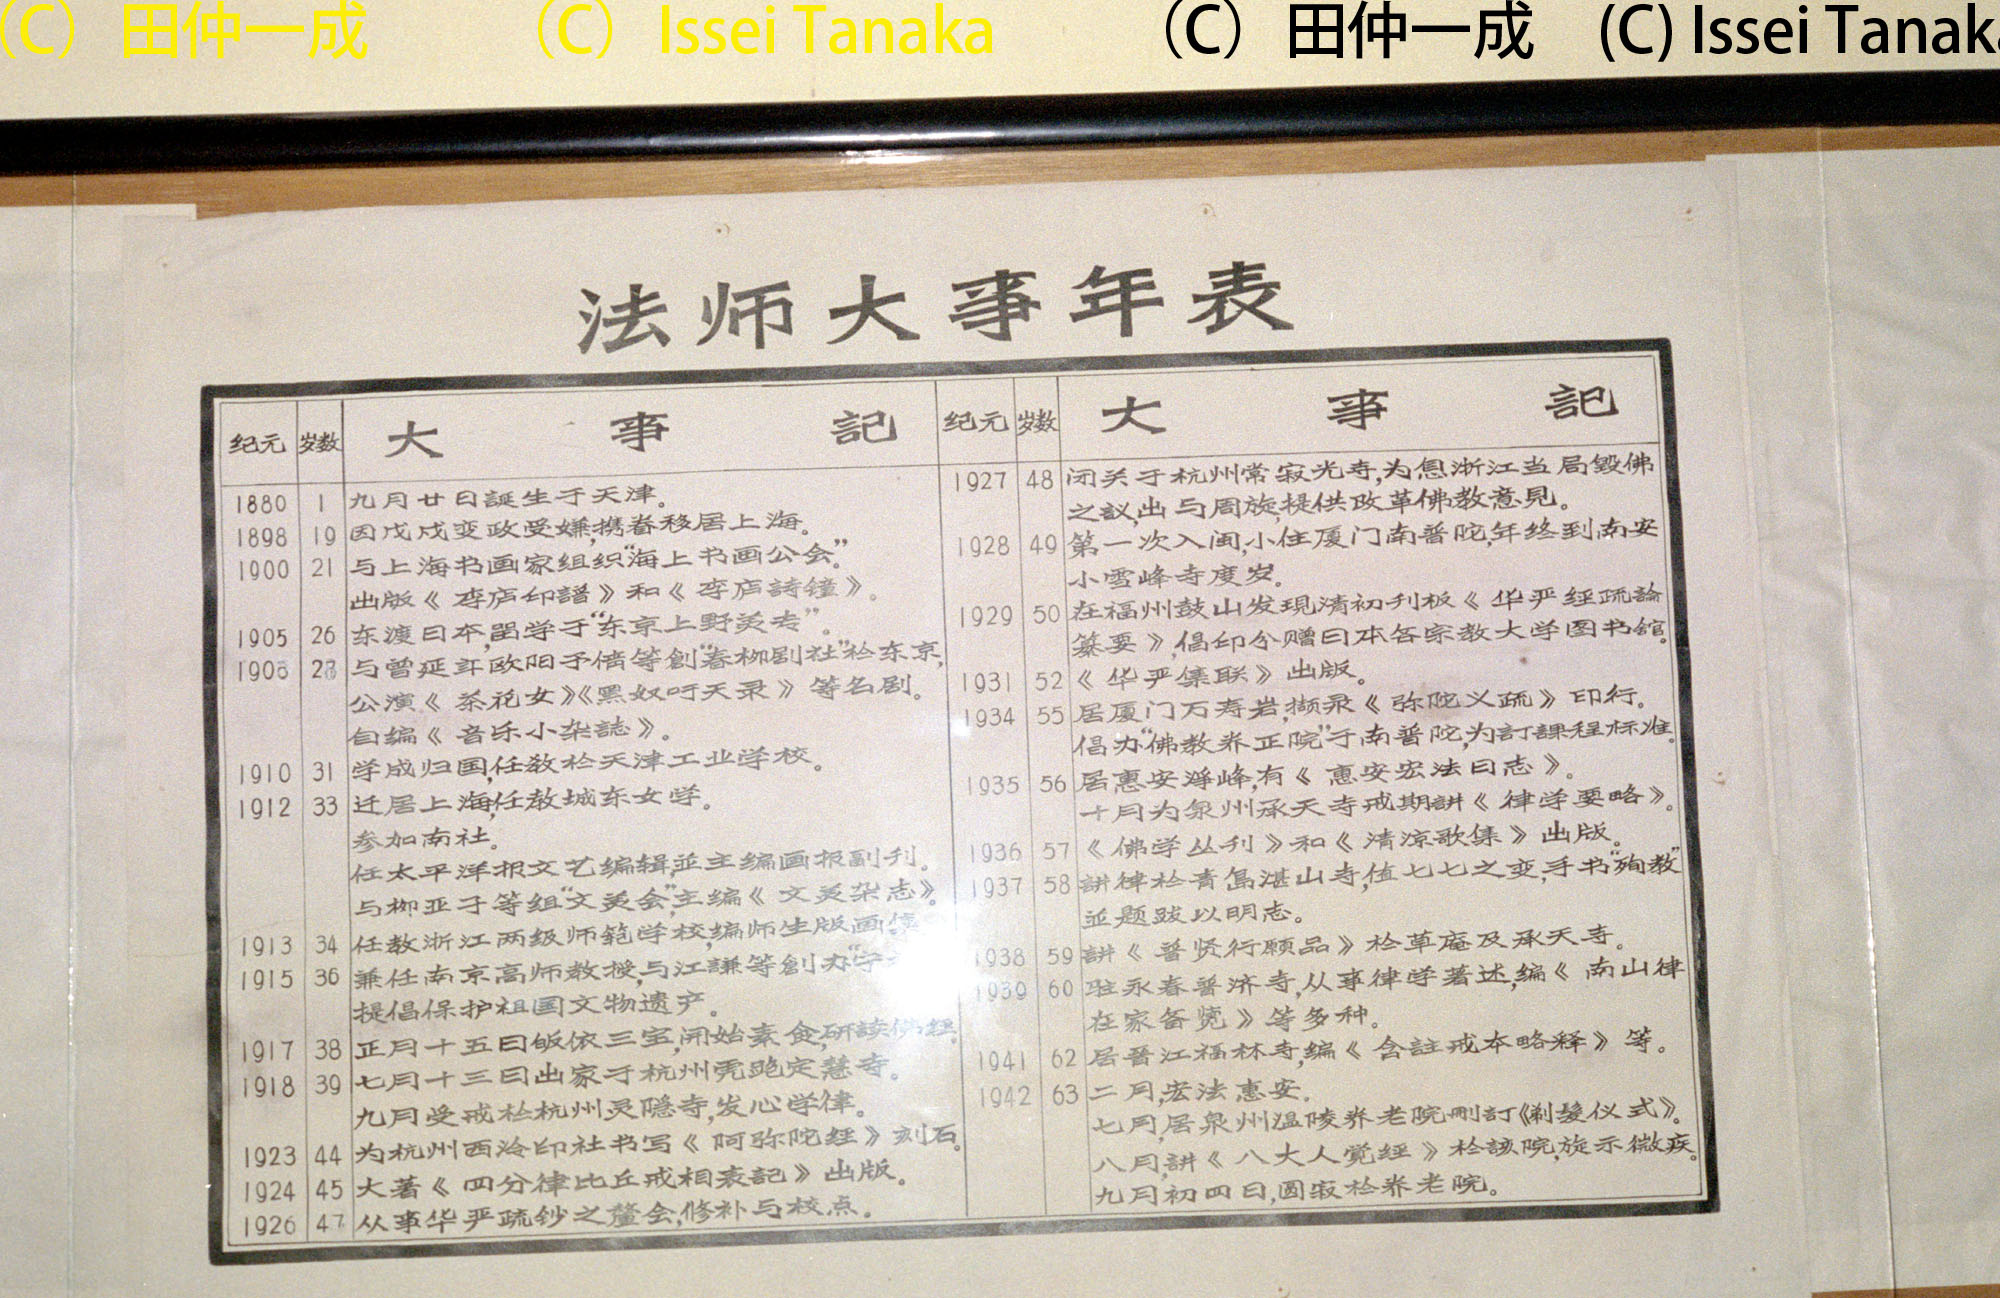 （C）田仲一成　（C）Issei Tanaka　（C）田仲一成　(C) Issei Tanaka
法师大事年表
纪元 岁数 大事記
1880 1 九月廿日誕生于天津。
1898 19 因戊戌变政受嫌,携眷移居上海。
1900 21 与上海书画家组织“海上书画公会”。
出版《李庐印譜》和《李庐詩鐘》。
1905 26 东渡日本,畄学于“东京上野美专”。
1906 27 与曾延年欧阳予倩等創“春柳剧社”於东京,
公演《茶花女》《黑奴吁天录》等名剧。
自编《音乐小杂誌》。
1910 31 学成归国,任教於天津工业学校。
1912 33 迁居上海,任教城东女学。
参加南社。
任太平洋报文艺编辑,並主编画报副刊。
与柳亚子等组“文美会”,主编《文美杂志》。
1913 34 任教浙江两级师範学校,编师生版画
1915 36 兼任南京高师教授,与江謙等創办“宁
提倡保护祖国文物遗产。
1917 38 正月十五日皈依三宝,開始素食,研读佛经。
1918 39 七月十三日出家于杭州虎跑定慧寺。
九月受戒於杭州灵隐寺,发心学律。
1923 44 为杭州西泠印社书写《阿弥陀经》刻石。
1924 45 大著《四分律比丘戒相表記》出版。
1926 47 从事华严疏钞之釐会,修补与校点。
纪元 岁数 大事記
1927 48 闭关于杭州常寂光寺,为息浙江当局毀佛
之議,出与周旋,提供改革佛教意見。
1928 49 第一次入闽,小住厦门南普陀,年终到南安
小雪峰寺度岁。
1929 50 在福州鼓山发現清初刊板《华严经疏論
纂要》,倡印分赠日本各宗教大学图书館。
1931 52 《华严集联》出版。
1934 55 居厦门万寿岩,撷录《弥陀义疏》印行。
倡办“佛教养正院”于南普陀,为訂課程标准。
1935 56 居惠安淨峰,有《惠安宏法日志》。
十月为泉州承天寺戒期講《律学要略》。
1936 57 《佛学丛刊》和《清凉歌集》出版。
1937 58 講律於青島湛山寺,值七七之变,手书“殉教”
並题跋以明志。
1938 59 講《普贤行願品》於草庵及承天寺。
1939 60 驻永春普济寺,从事律学著述,编《南山律
在家备览》等多种。
1941 62 居晋江福林寺,编《含註戒本略释》等。
1942 63 二月,宏法惠安。
七月,居泉州温陵养老院刪訂《剃髮仪式》。
八月,講《八大人觉经》於該院,旋示微疾。
九月初四日,圆寂於养老院。